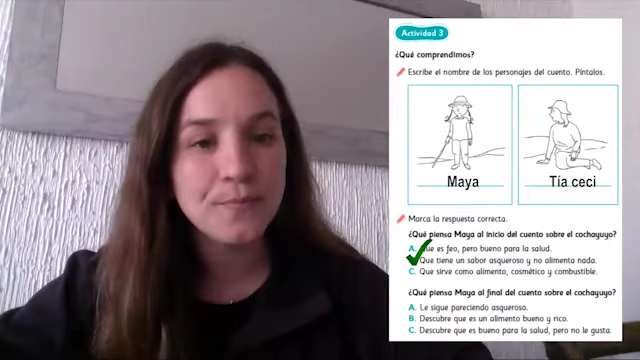 Actividad 3
¿Qué comprendimos?
Escribe el nombre de los personajes del cuento. Píntalos.
Maya
Tía ceci
Marca la respuesta correcta.
¿Qué piensa Maya al inicio del cuento sobre el cochayuyo?
A. Que es feo, pero bueno para la salud.
Que tiene un sabor asqueroso y no alimenta nada.
C. Que sirve como alimento, cosmético y combustible.
¿Qué piensa Maya al final del cuento sobre el cochayuyo?
A. Le sigue pareciendo asqueroso.
B. Descubre que es un alimento bueno y rico.
C. Descubre que es bueno para la salud, pero no le gusta.